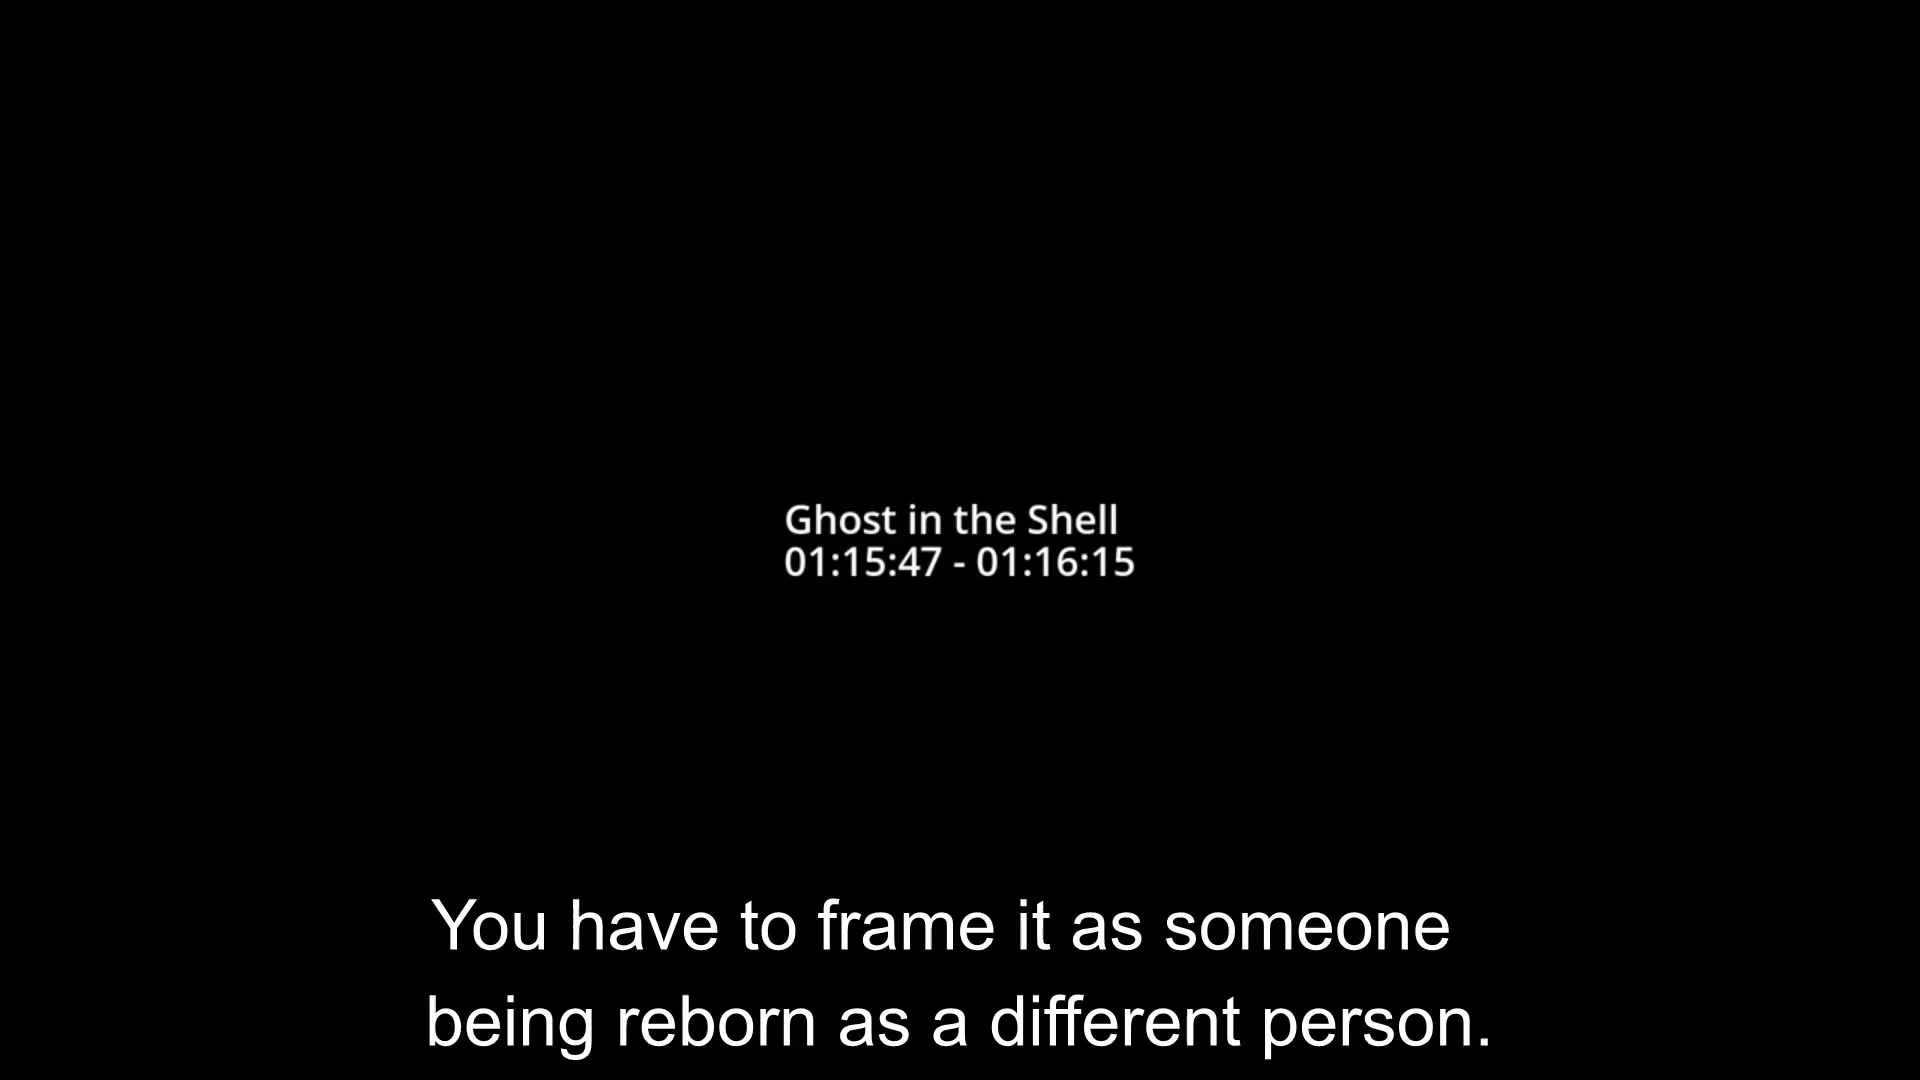 Ghost in the Shell
01:15:47 - 01:16:15
You have to frame it as someone
being reborn as a different person.